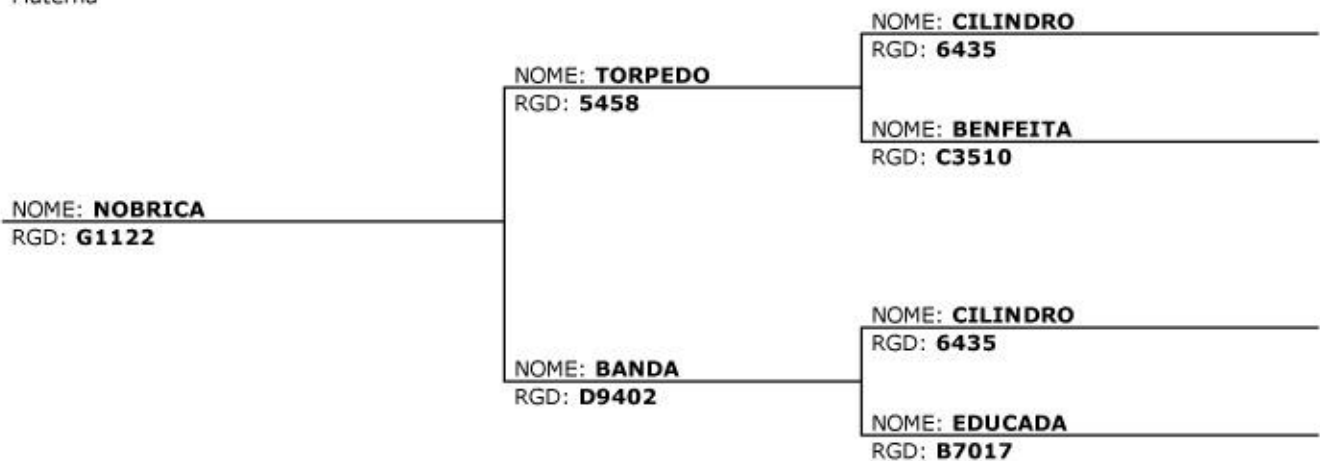 Materna
NOME: CILINDRO
RGD: 6435
NOME: TORPEDO
RGD: 5458
NOME: BENFEITA
RGD: C3510
NOME: NOBRICA
RGD: G1122
NOME: CILINDRO
RGD: 6435
NOME: BANDA
RGD: D9402
NOME: EDUCADA
RGD: B7017